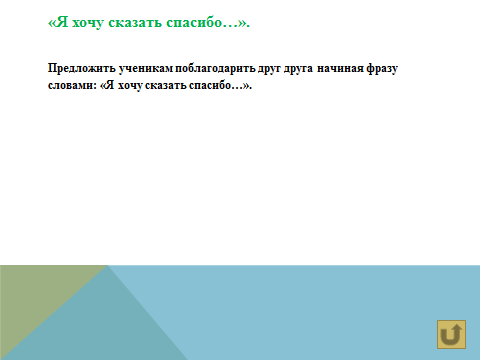 «Я хочу сказать спасибо…».
Предложить ученикам поблагодарить друг друга начиная фразу
словами: «Я хочу сказать спасибо…».